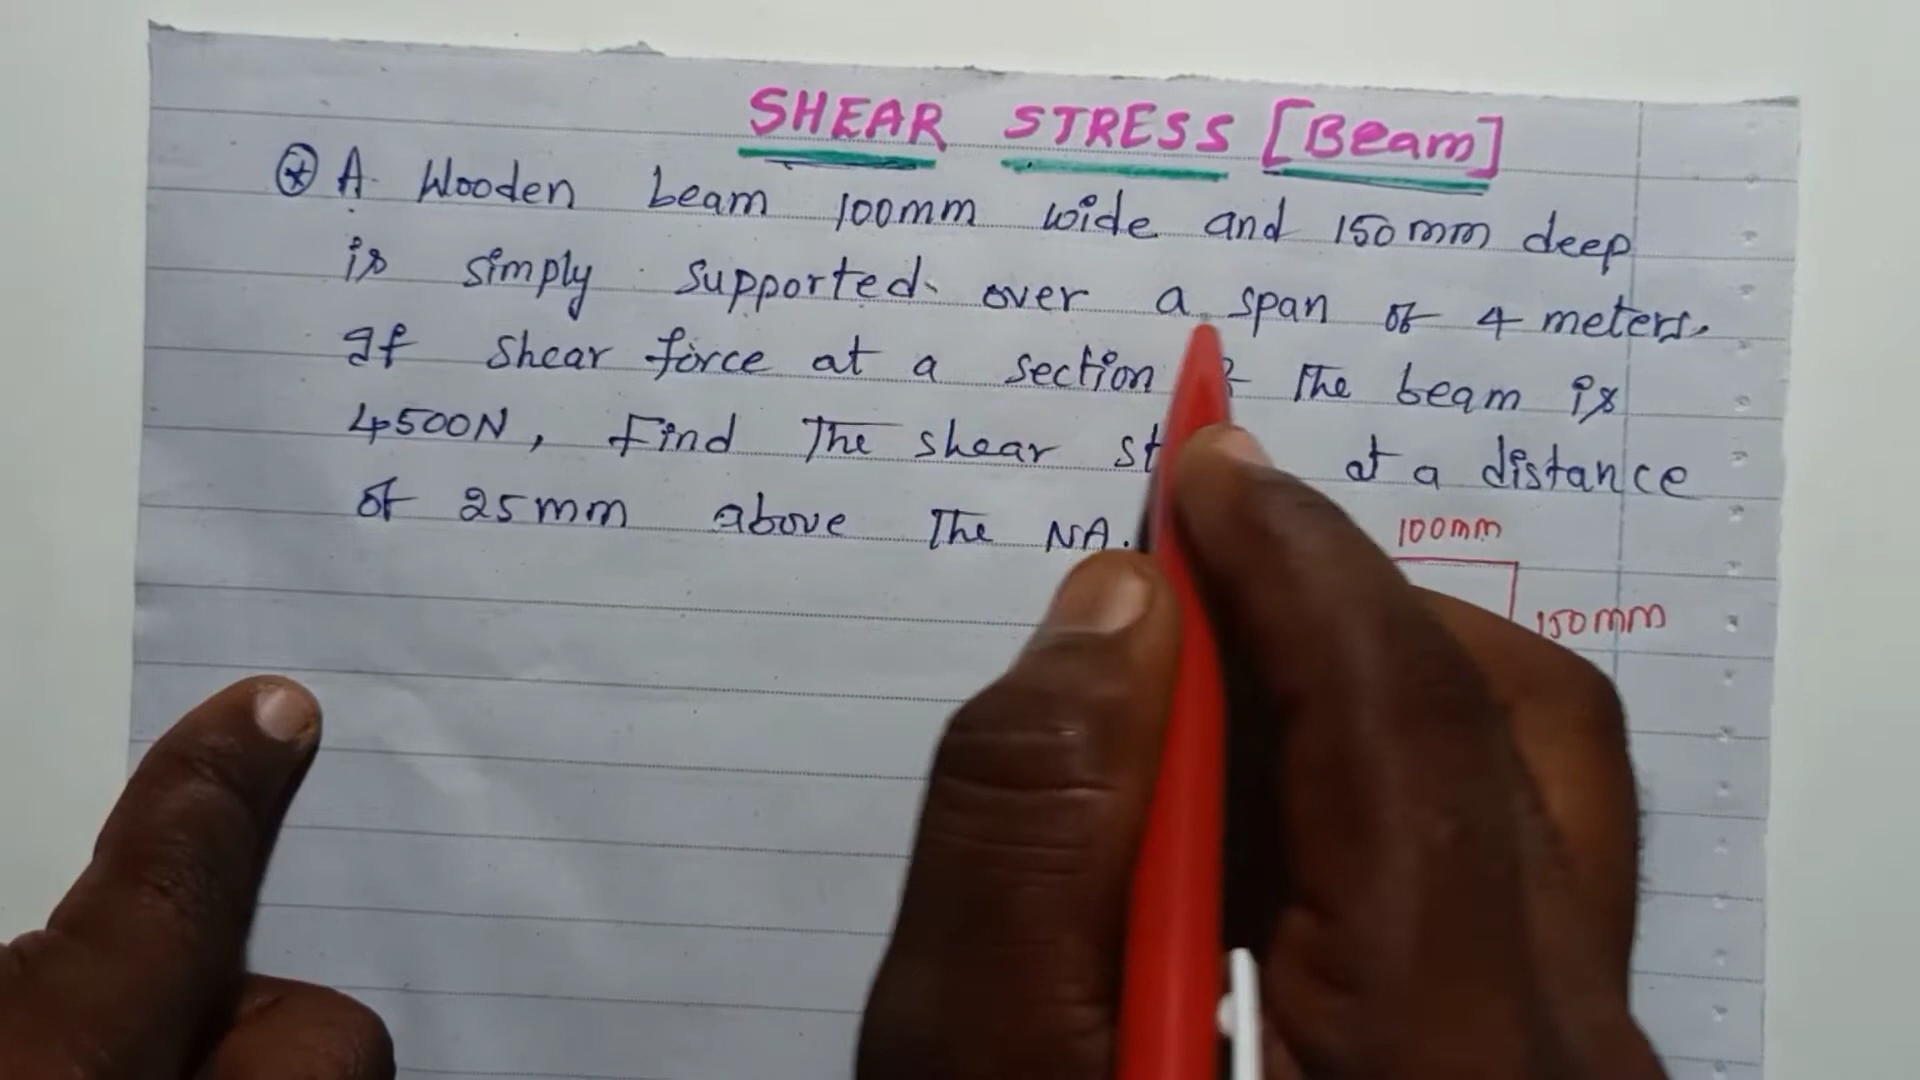 SHEAR STRESS [Beam]
A Wooden beam 100mm wide and 150mm deep
is simply supported over a span of 4 meters.
If shear force at a section the beam is
4500N, Find The shear at a distance
of 25mm above The NA.
100mm
150mm